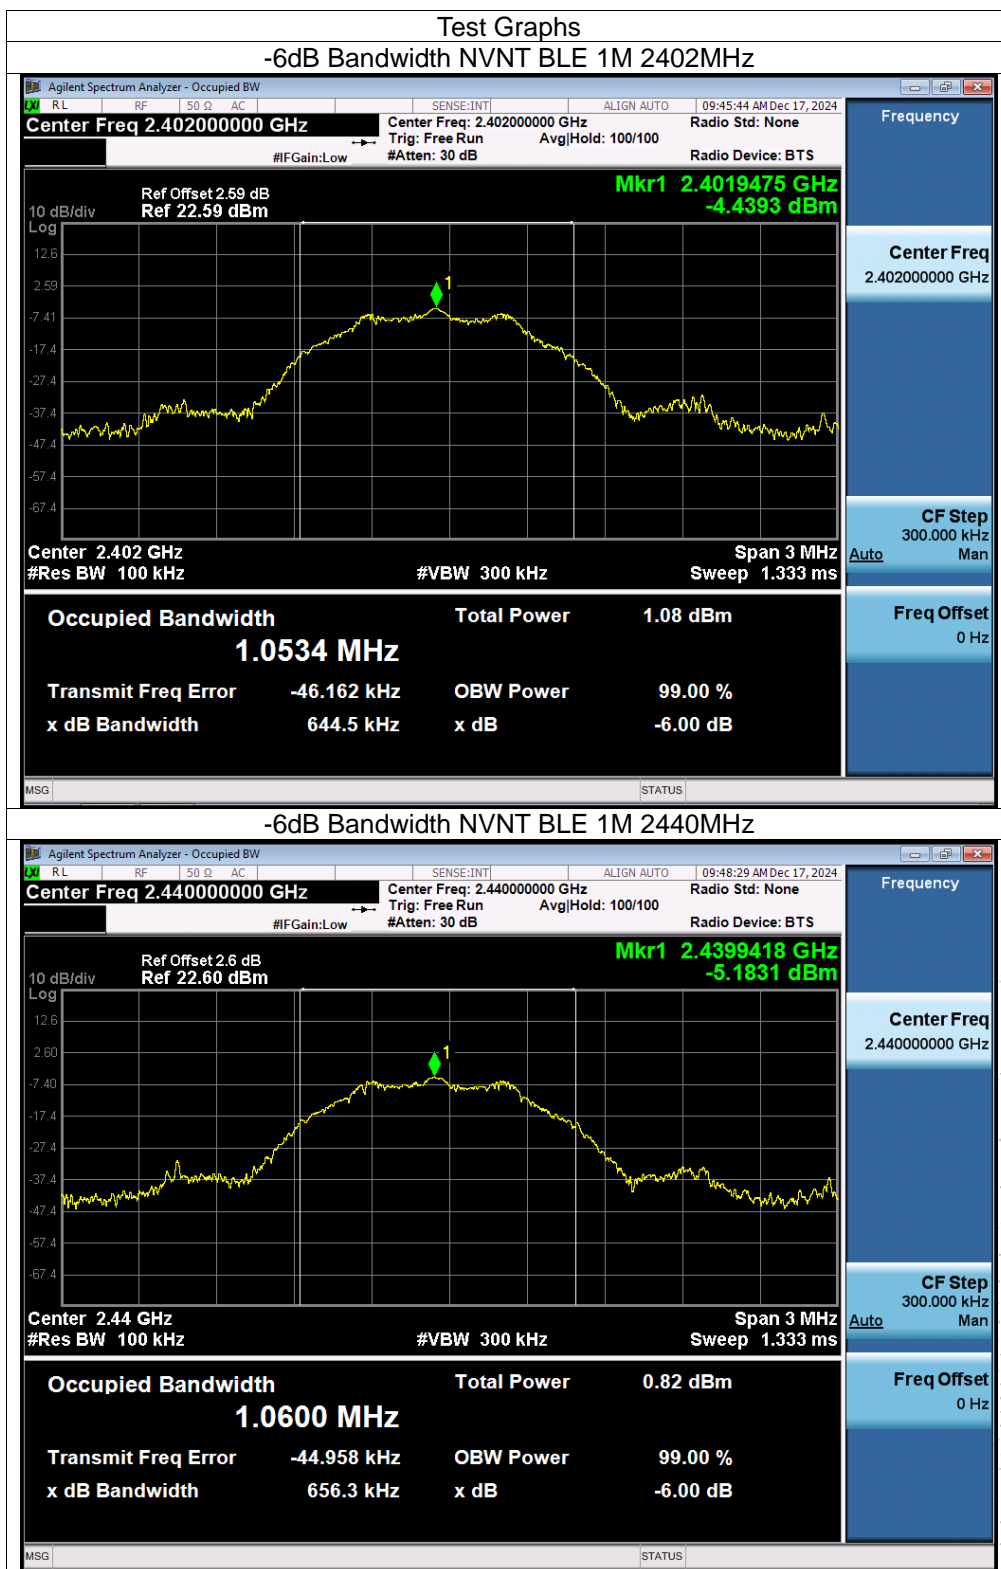 Test Graphs
-6dB Bandwidth NVNT BLE 1M 2402MHz
Agilent Spectrum Analyzer - Occupied BW
LXI RL RF 50 Ω AC SENSE:INT ALIGN AUTO 09:45:44 AM Dec 17, 2024
Center Freq 2.402000000 GHz Center Freq: 2.402000000 GHz Radio Std: None Frequency
Trig: Free Run Avg|Hold: 100/100
#IFGain:Low #Atten: 30 dB Radio Device: BTS
Mkr1 2.4019475 GHz
-4.4393 dBm
Ref Offset 2.59 dB
10 dB/div Ref 22.59 dBm
Log
12.6
2.59
-7.41
-17.4
-27.4
-37.4
-47.4
-57.4
-67.4
1
Center Freq
2.402000000 GHz
Center 2.402 GHz Span 3 MHz
#Res BW 100 kHz #VBW 300 kHz Sweep 1.333 ms
CF Step
300.000 kHz
Auto Man
Occupied Bandwidth Total Power 1.08 dBm
1.0534 MHz
Transmit Freq Error -46.162 kHz OBW Power 99.00 %
x dB Bandwidth 644.5 kHz x dB -6.00 dB
Freq Offset
0 Hz
MSG STATUS
-6dB Bandwidth NVNT BLE 1M 2440MHz
Agilent Spectrum Analyzer - Occupied BW
LXI RL RF 50 Ω AC SENSE:INT ALIGN AUTO 09:48:29 AM Dec 17, 2024
Center Freq 2.440000000 GHz Center Freq: 2.440000000 GHz Radio Std: None Frequency
Trig: Free Run Avg|Hold: 100/100
#IFGain:Low #Atten: 30 dB Radio Device: BTS
Mkr1 2.4399418 GHz
-5.1831 dBm
Ref Offset 2.6 dB
10 dB/div Ref 22.60 dBm
Log
12.6
2.60
-7.40
-17.4
-27.4
-37.4
-47.4
-57.4
-67.4
1
Center Freq
2.440000000 GHz
Center 2.44 GHz Span 3 MHz
#Res BW 100 kHz #VBW 300 kHz Sweep 1.333 ms
CF Step
300.000 kHz
Auto Man
Occupied Bandwidth Total Power 0.82 dBm
1.0600 MHz
Transmit Freq Error -44.958 kHz OBW Power 99.00 %
x dB Bandwidth 656.3 kHz x dB -6.00 dB
Freq Offset
0 Hz
MSG STATUS